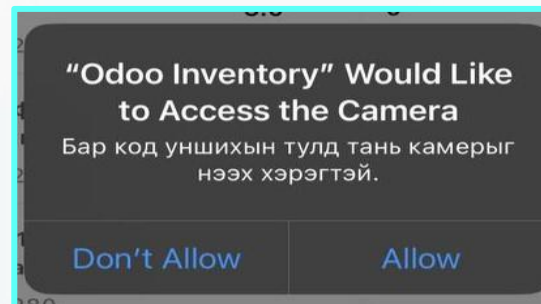 “Odoo Inventory” Would Like
to Access the Camera
Бар код уншихын тулд тань камерыг
нээх хэрэгтэй.
Don't Allow
Allow